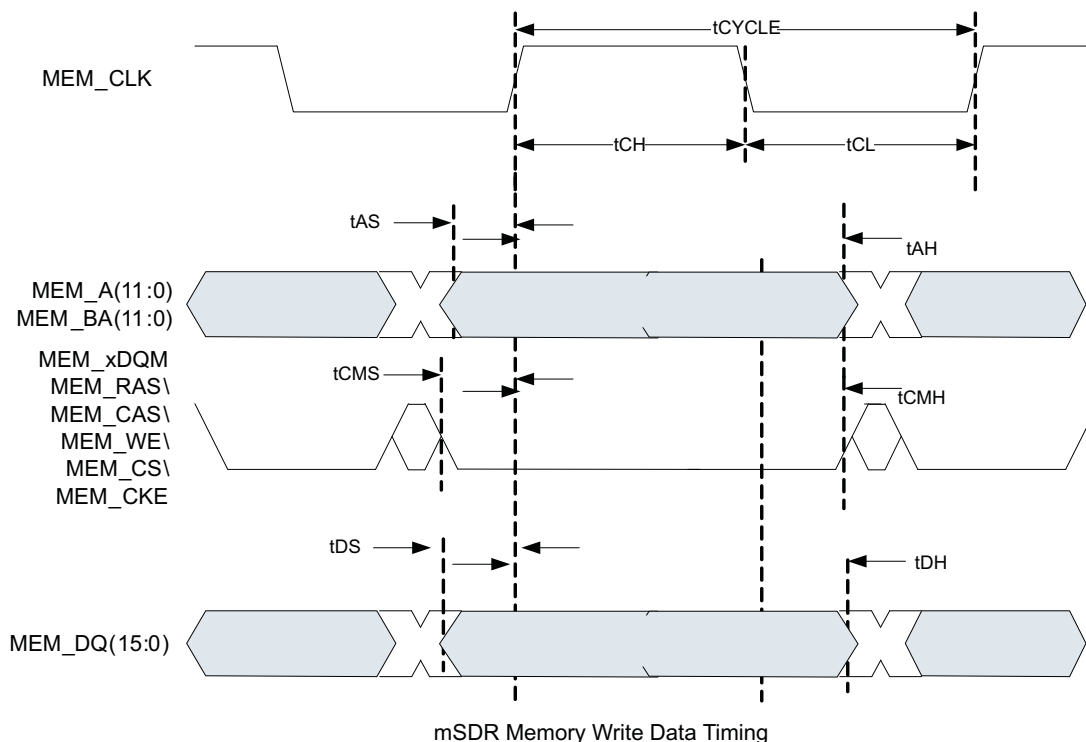 tCYCLE
MEM_CLK
tCH
tCL
tAS
tAH
MEM_A(11:0)
MEM_BA(11:0)
MEM_xDQM
MEM_RAS\
MEM_CAS\
MEM_WE\
MEM_CS\
MEM_CKE
tCMS
tCMH
tDS
tDH
MEM_DQ(15:0)
mSDR Memory Write Data Timing